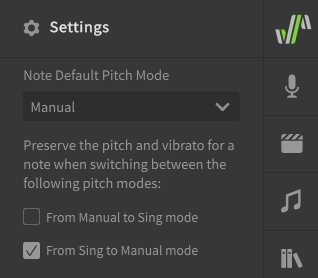 Settings
Note Default Pitch Mode
Manual
Preserve the pitch and vibrato for a
note when switching between the
following pitch modes:
From Manual to Sing mode
From Sing to Manual mode